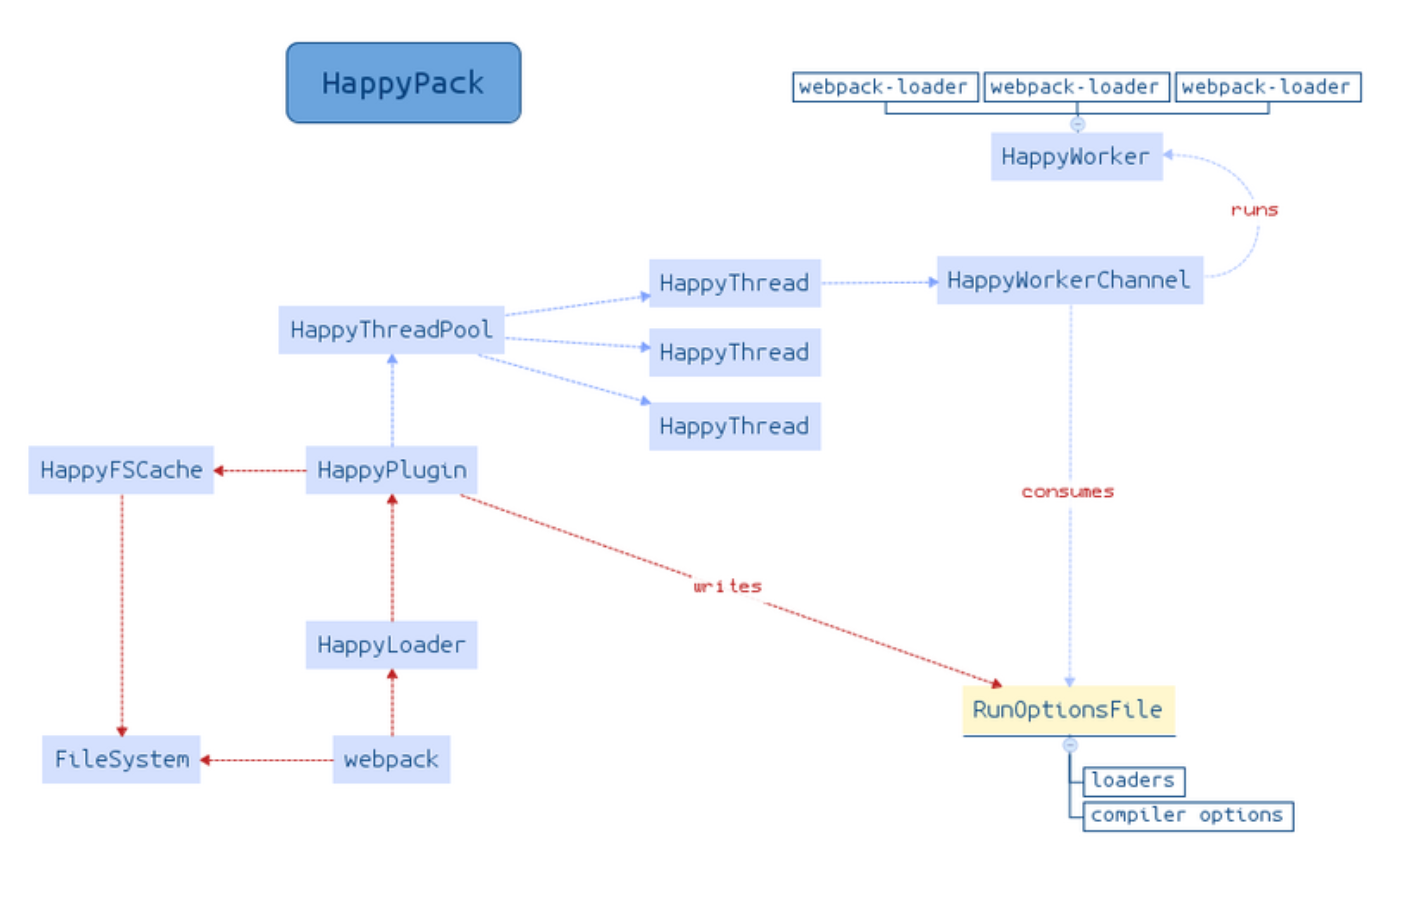 HappyPack
webpack-loader
webpack-loader
webpack-loader
HappyWorker
runs
HappyThread
HappyWorkerChannel
HappyThreadPool
HappyThread
HappyThread
HappyFSCache
HappyPlugin
consumes
writes
HappyLoader
RunOptionsFile
FileSystem
webpack
loaders
compiler options